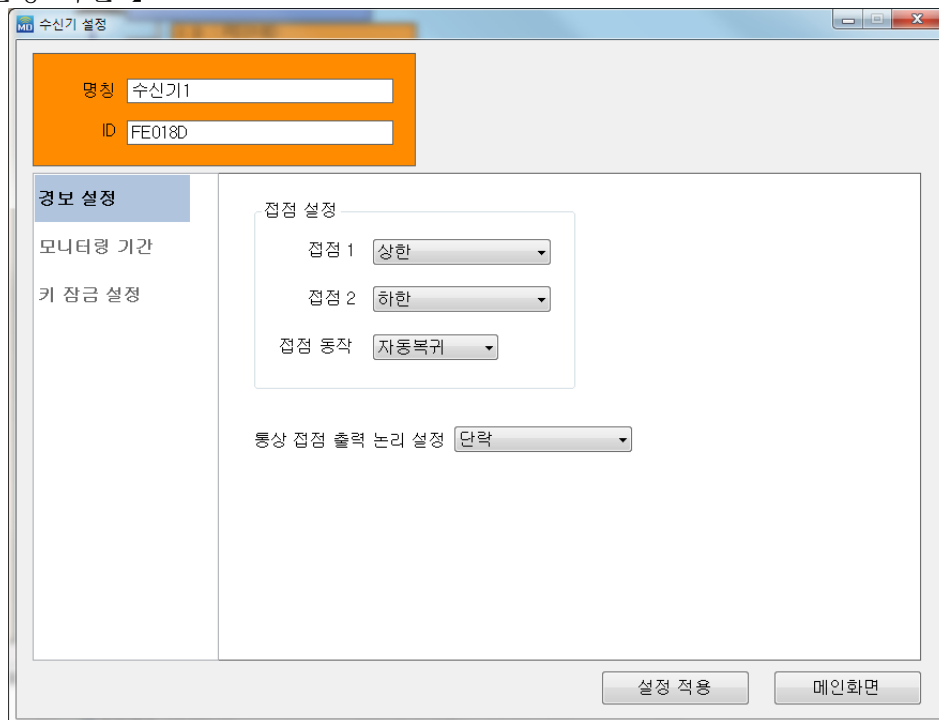 MD 수신기 설정
명칭 수신기1
ID FE018D
경보 설정
모니터링 기간
키 잠금 설정
접점 설정
접점 1 상한
접점 2 하한
접점 동작 자동복귀
통상 접점 출력 논리 설정 단락
설정 적용 메인화면